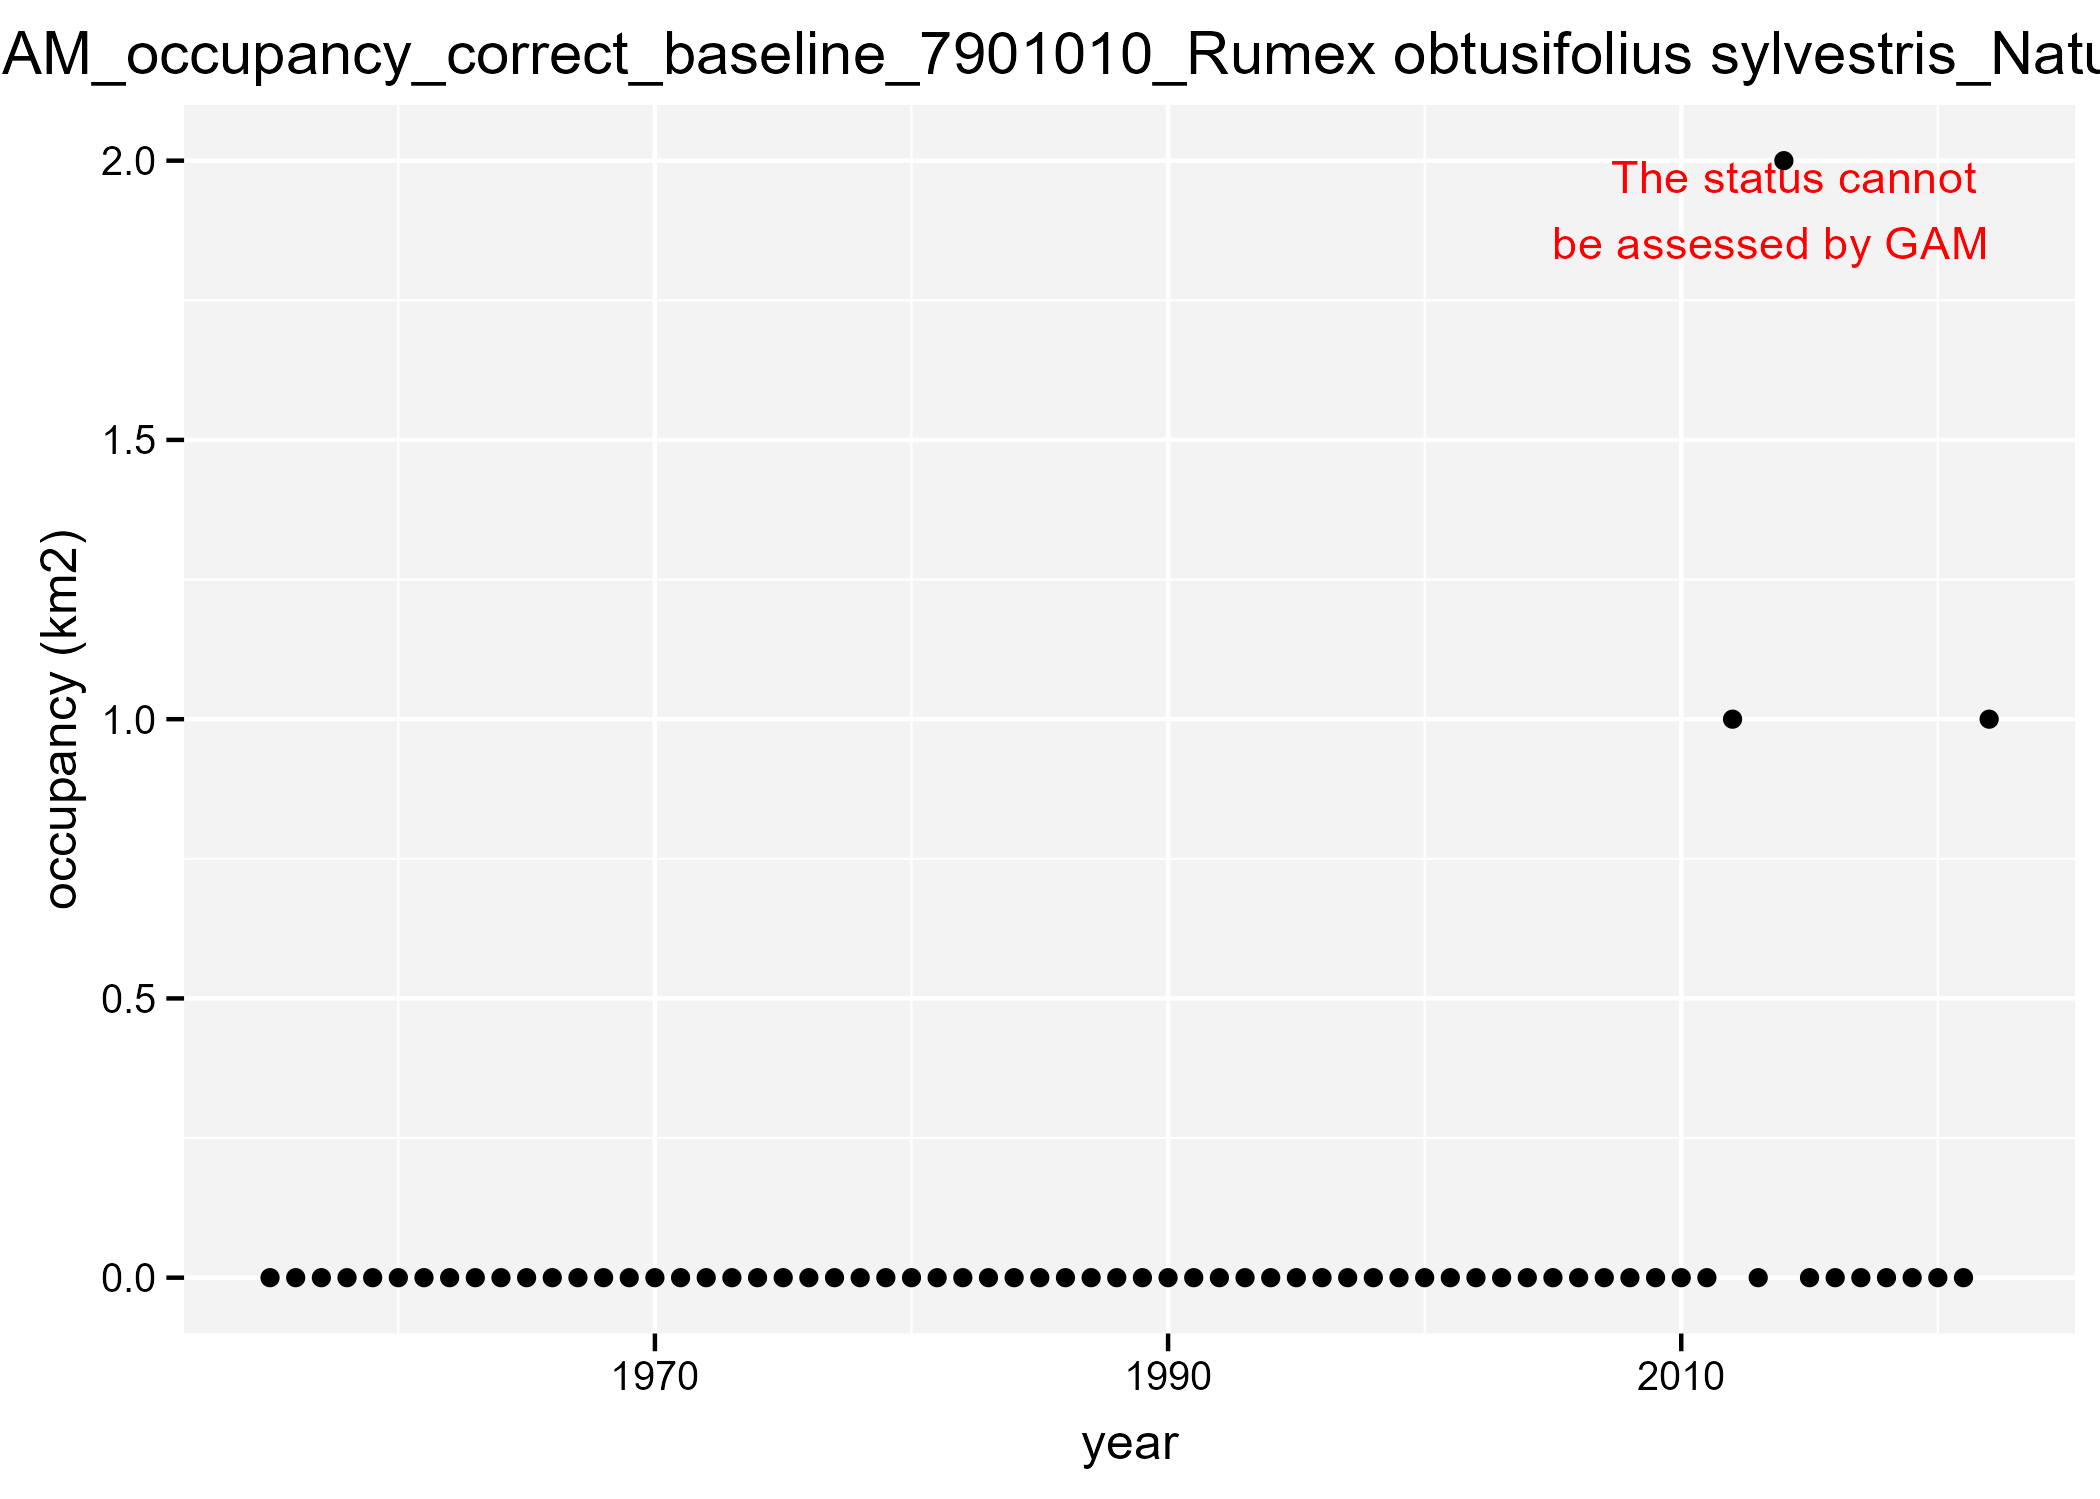 AM_occupancy_correct_baseline_7901010_Rumex obtusifolius sylvestris_Natu
2.0
The status cannot
be assessed by GAM
1.5
1.0
0.5
0.0
occupancy (km2)
1970 1990 2010
year